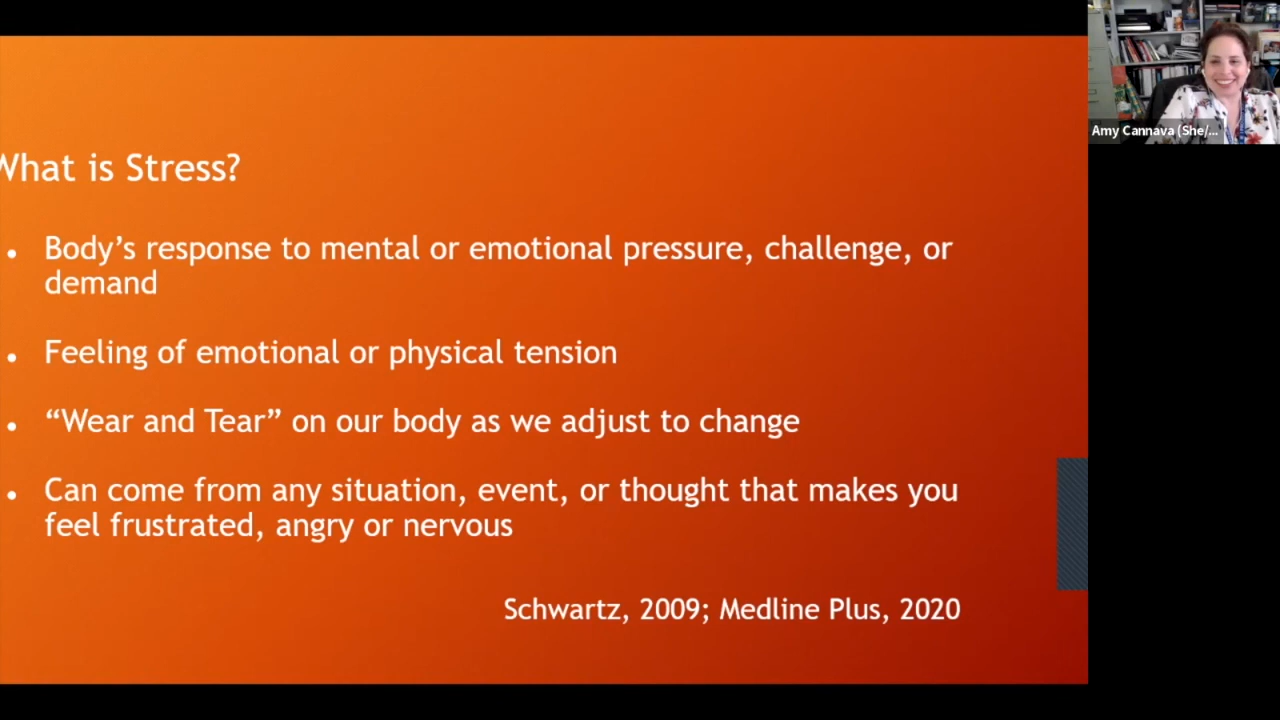 What is Stress?
• Body’s response to mental or emotional pressure, challenge, or
demand
• Feeling of emotional or physical tension
• “Wear and Tear” on our body as we adjust to change
• Can come from any situation, event, or thought that makes you
feel frustrated, angry or nervous
Schwartz, 2009; Medline Plus, 2020
Amy Cannava (She/...